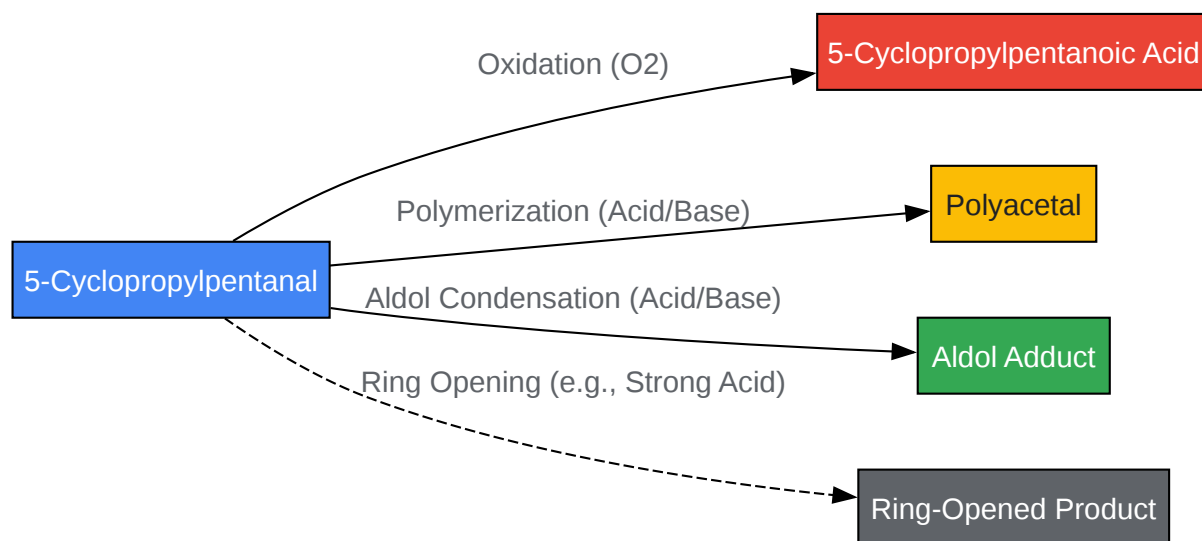 Oxidation (O2)
5-Cyclopropylpentanoic Acid
Polymerization (Acid/Base)
Polyacetal
5-Cyclopropylpentanal
Aldol Condensation (Acid/Base)
Aldol Adduct
Ring Opening (e.g., Strong Acid)
Ring-Opened Product